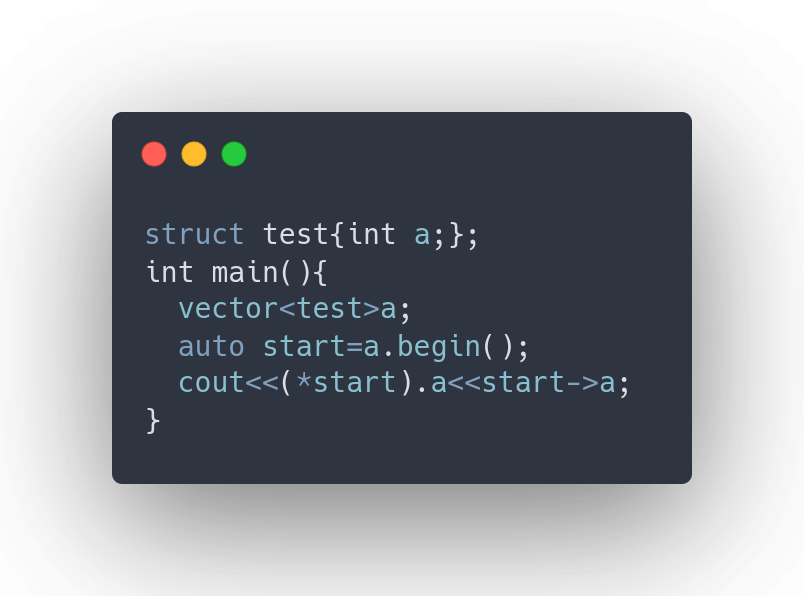 struct test{int a;};
int main(){
  vector<test>a;
  auto start=a.begin();
  cout<<(*start).a<<start->a;
}